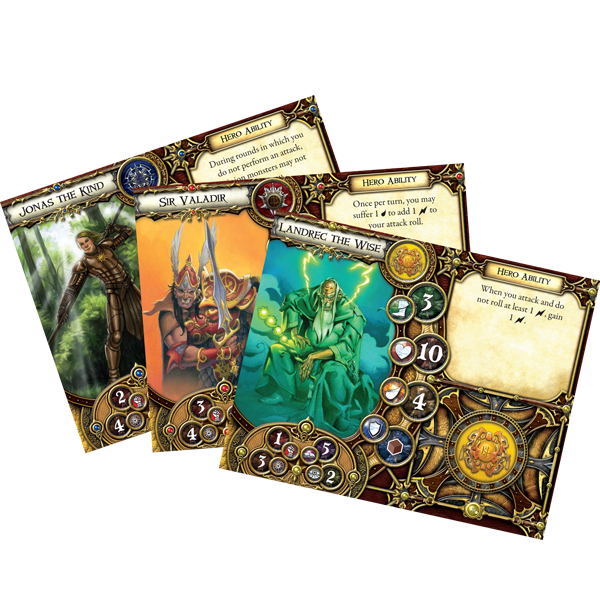 JONAS THE KIND
HERO ABILITY
During rounds in which you
do not perform an attack,
monsters may not
2
4
SIR VALADIR
HERO ABILITY
Once per turn, you may
suffer 1 to add 1 to
your attack roll.
3
4
LANDREC THE WISE
HERO ABILITY
When you attack and do
not roll at least 1 , gain
1 .
3
10
4
1
5
3
2